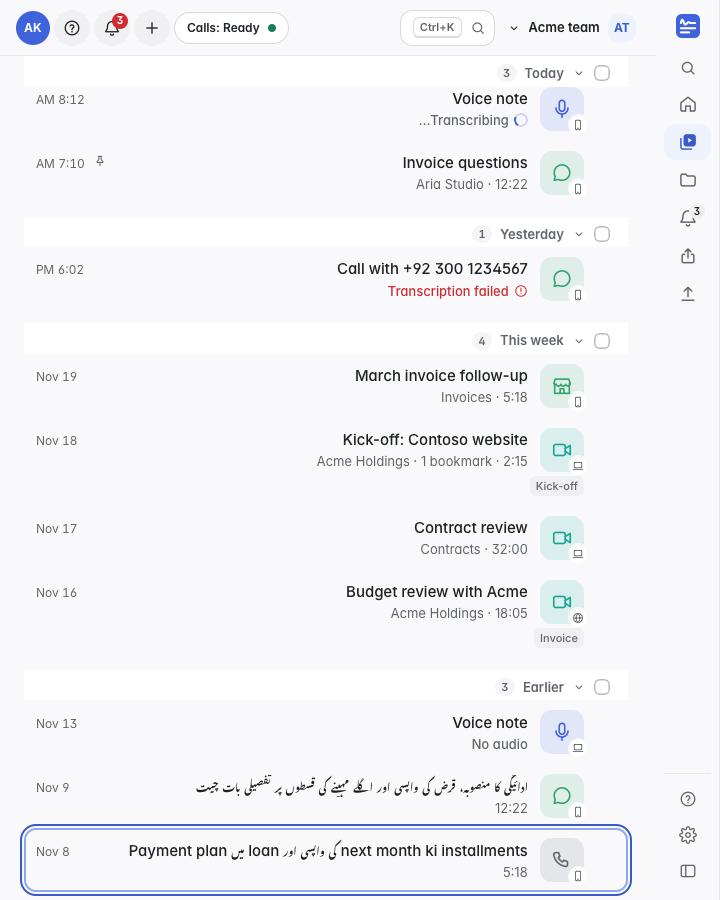 AK
3
Calls: Ready
Ctrl+K
Acme team
AT
3
3 Today
AM 8:12
Voice note
...Transcribing
AM 7:10
Invoice questions
Aria Studio · 12:22
1 Yesterday
PM 6:02
Call with +92 300 1234567
Transcription failed
4 This week
Nov 19
March invoice follow-up
Invoices · 5:18
Nov 18
Kick-off: Contoso website
Acme Holdings · 1 bookmark · 2:15
Kick-off
Nov 17
Contract review
Contracts · 32:00
Nov 16
Budget review with Acme
Acme Holdings · 18:05
Invoice
3 Earlier
Nov 13
Voice note
No audio
Nov 9
ادائیگی کا منصوبہ، قرض کی واپسی اور اگلے مہینے کی قسطوں پر تفصیلی بات چیت
12:22
Nov 8
Payment plan میں loan کی واپسی اور next month ki installments
5:18